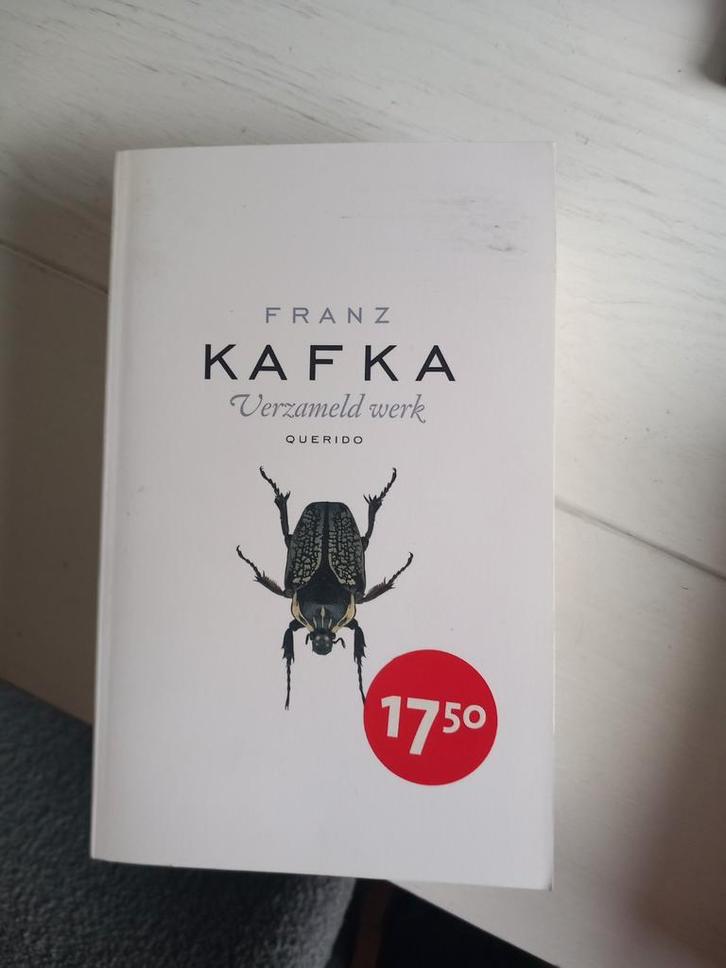 FRANZ
KAFKA
Verzameld werk
QUERIDO
17 50